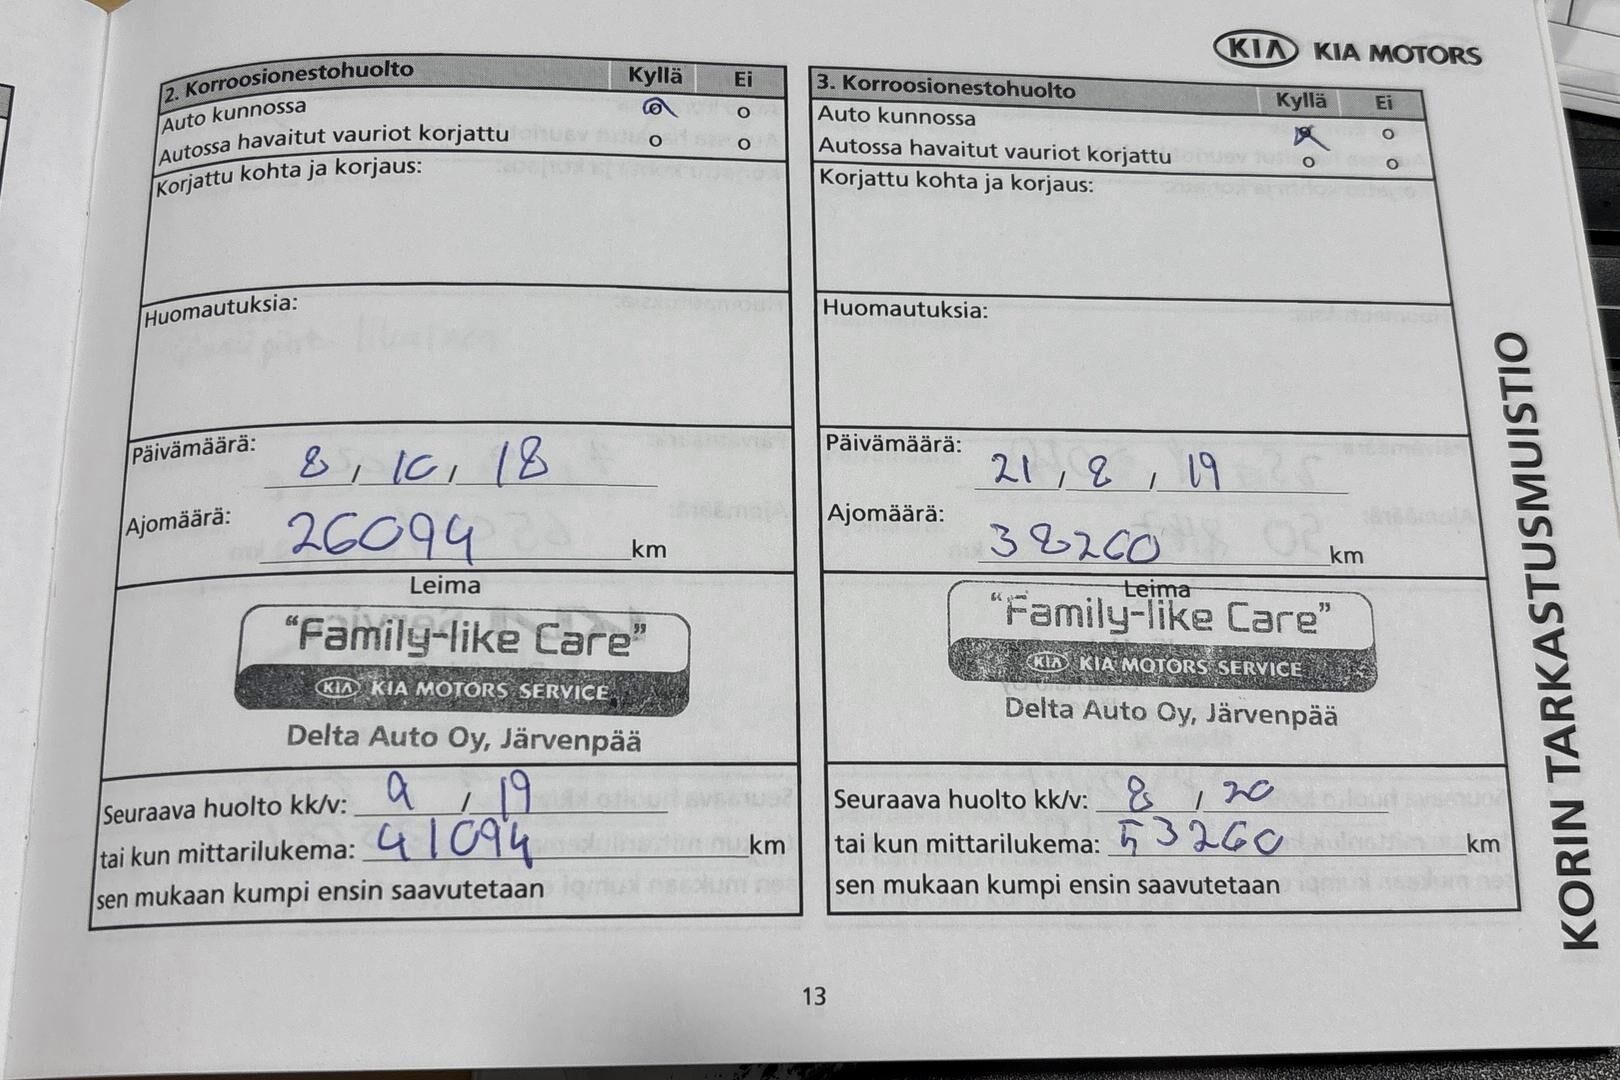 KIA KIA MOTORS
2. Korroosionestohuolto Kyllä Ei
Auto kunnossa o o
Autossa havaitut vauriot korjattu o o
Korjattu kohta ja korjaus:
Huomautuksia:
Päivämäärä: 8, 10, 18
Ajomäärä: 26094 km
Leima
"Family-like Care"
KIA KIA MOTORS SERVICE
Delta Auto Oy, Järvenpää
Seuraava huolto kk/v: 9 / 19
tai kun mittarilukema: 41094 km
sen mukaan kumpi ensin saavutetaan
3. Korroosionestohuolto Kyllä Ei
Auto kunnossa o o
Autossa havaitut vauriot korjattu o o
Korjattu kohta ja korjaus:
Huomautuksia:
Päivämäärä: 21, 8, 19
Ajomäärä: 38260 km
Leima
"Family-like Care"
KIA KIA MOTORS SERVICE
Delta Auto Oy, Järvenpää
Seuraava huolto kk/v: 8 / 20
tai kun mittarilukema: 53260 km
sen mukaan kumpi ensin saavutetaan
KORIN TARKASTUSMUISTIO
13